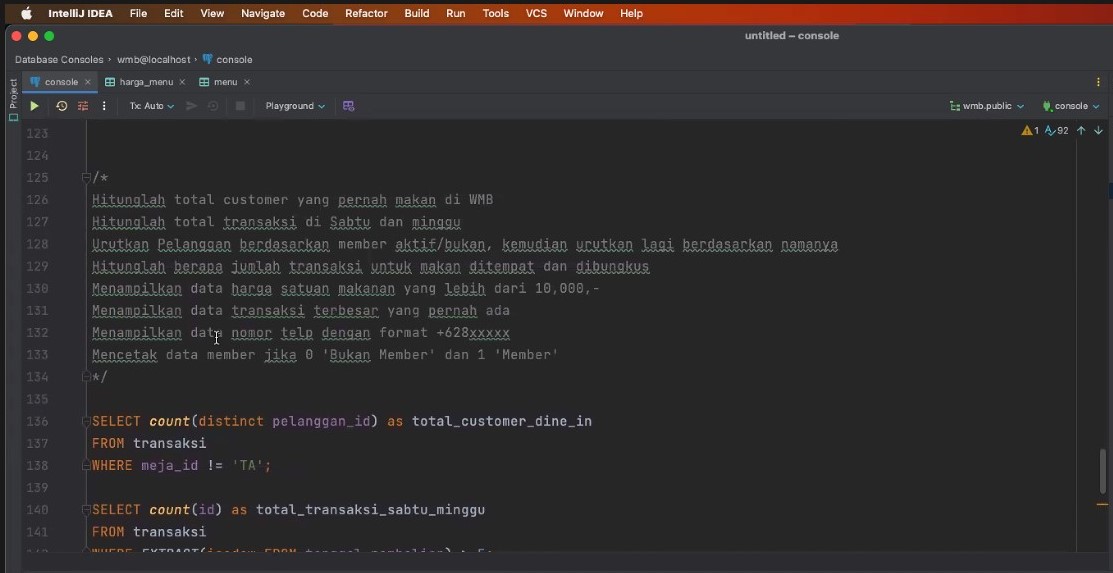 IntelliJ IDEA File Edit View Navigate Code Refactor Build Run Tools VCS Window Help
untitled – console
Database Consoles › wmb@localhost › console
Project
console × harga_menu × menu ×
Tx: Auto Playground wmb.public console
1 92
123
124
125 /*
126 Hitunglah total customer yang pernah makan di WMB
127 Hitunglah total transaksi di Sabtu dan minggu
128 Urutkan Pelanggan berdasarkan member aktif/bukan, kemudian urutkan lagi berdasarkan namanya
129 Hitunglah berapa jumlah transaksi untuk makan ditempat dan dibungkus
130 Menampilkan data harga satuan makanan yang lebih dari 10,000,-
131 Menampilkan data transaksi terbesar yang pernah ada
132 Menampilkan data nomor telp dengan format +628xxxxx
133 Mencetak data member jika 0 'Bukan Member' dan 1 'Member'
134 */
135
136 SELECT count(distinct pelanggan_id) as total_customer_dine_in
137 FROM transaksi
138 WHERE meja_id != 'TA';
139
140 SELECT count(id) as total_transaksi_sabtu_minggu
141 FROM transaksi